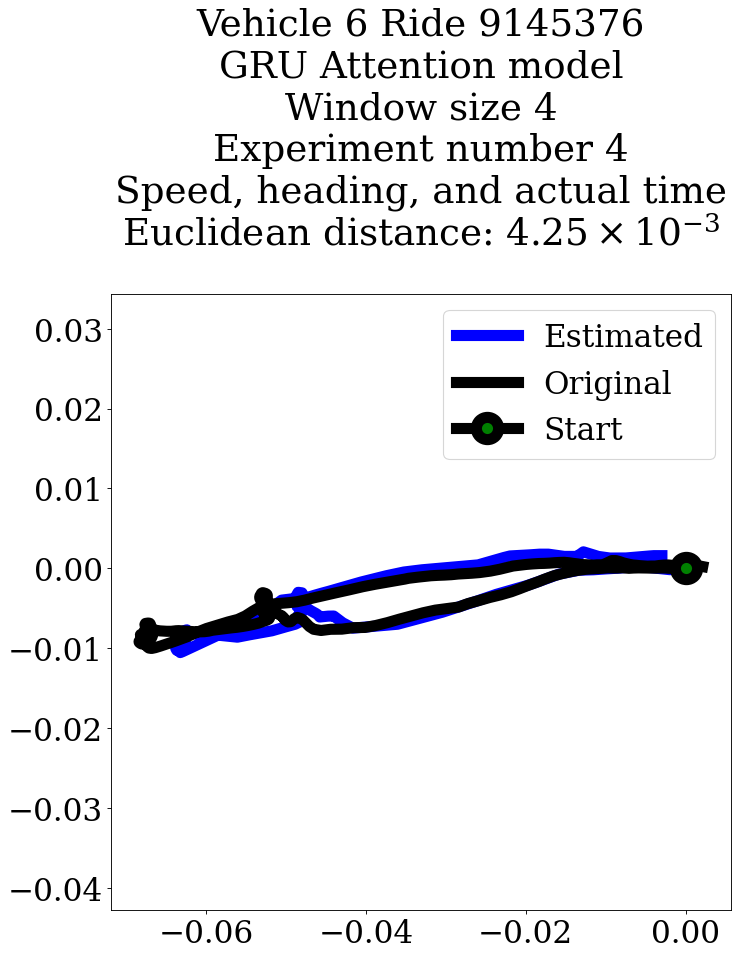 Vehicle 6 Ride 9145376
GRU Attention model
Window size 4
Experiment number 4
Speed, heading, and actual time
Euclidean distance: 4.25 × 10⁻³
Estimated
Original
Start
0.03
0.02
0.01
0.00
−0.01
−0.02
−0.03
−0.04
−0.06
−0.04
−0.02
0.00